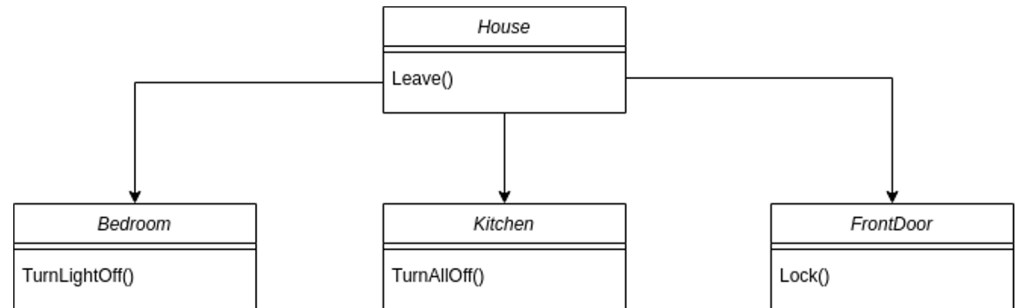 House
Leave()
Bedroom
TurnLightOff()
Kitchen
TurnAllOff()
FrontDoor
Lock()